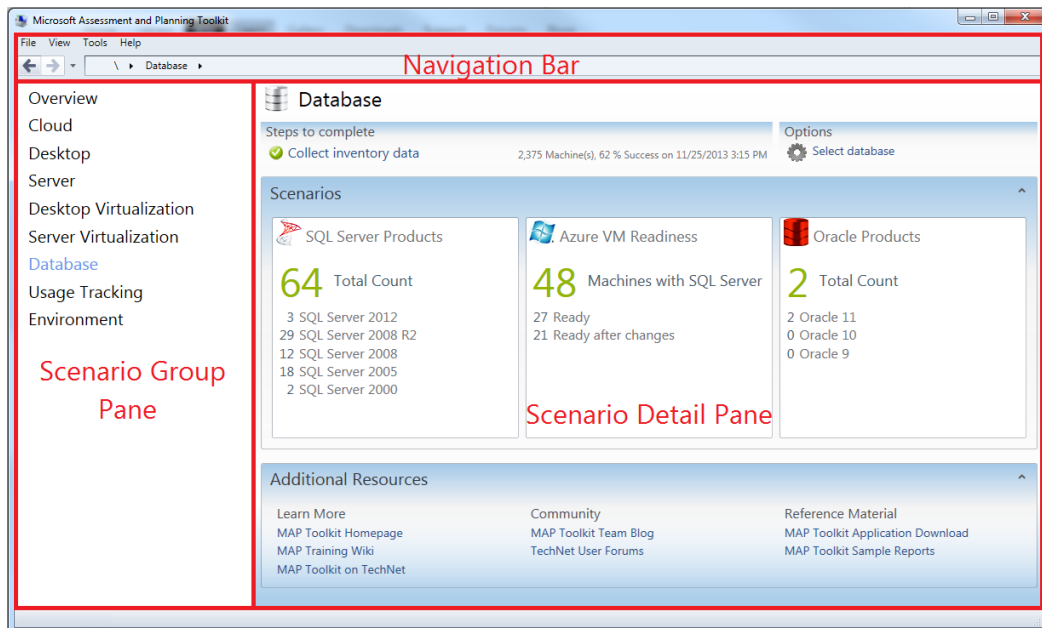 Microsoft Assessment and Planning Toolkit
File View Tools Help
\ Database
Navigation Bar
Overview
Cloud
Desktop
Server
Desktop Virtualization
Server Virtualization
Database
Usage Tracking
Environment
Scenario Group
Pane
Database
Steps to complete
Collect inventory data
2,375 Machine(s), 62 % Success on 11/25/2013 3:15 PM
Options
Select database
Scenarios
SQL Server Products
64 Total Count
3 SQL Server 2012
29 SQL Server 2008 R2
12 SQL Server 2008
18 SQL Server 2005
2 SQL Server 2000
Azure VM Readiness
48 Machines with SQL Server
27 Ready
21 Ready after changes
Oracle Products
2 Total Count
2 Oracle 11
0 Oracle 10
0 Oracle 9
Scenario Detail Pane
Additional Resources
Learn More
MAP Toolkit Homepage
MAP Training Wiki
MAP Toolkit on TechNet
Community
MAP Toolkit Team Blog
TechNet User Forums
Reference Material
MAP Toolkit Application Download
MAP Toolkit Sample Reports